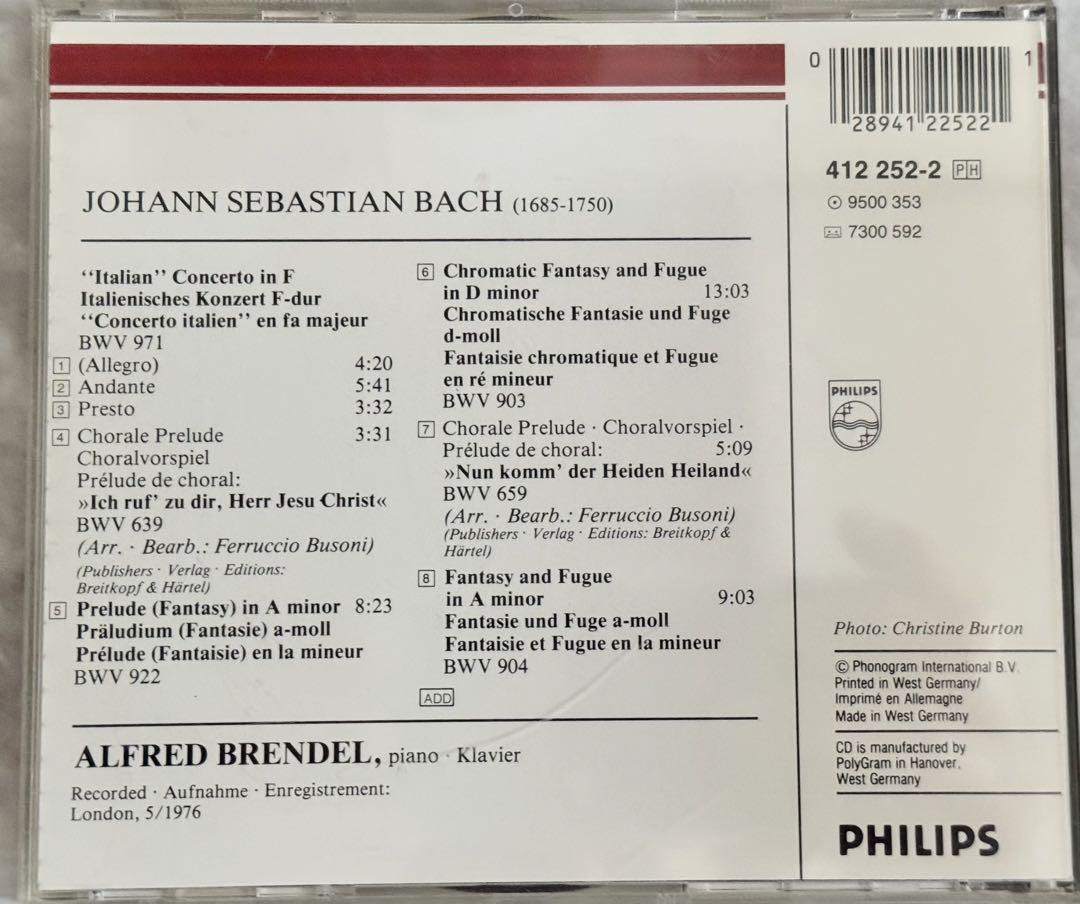 JOHANN SEBASTIAN BACH (1685-1750)
“Italian” Concerto in F
Italienisches Konzert F-dur
“Concerto italien” en fa majeur
BWV 971
1 (Allegro) 4:20
2 Andante 5:41
3 Presto 3:32
4 Chorale Prelude 3:31
Choralvorspiel
Prélude de choral:
»Ich ruf’ zu dir, Herr Jesu Christ«
BWV 639
(Arr. · Bearb.: Ferruccio Busoni)
(Publishers · Verlag · Editions:
Breitkopf & Härtel)
5 Prelude (Fantasy) in A minor 8:23
Präludium (Fantasie) a-moll
Prélude (Fantaisie) en la mineur
BWV 922
6 Chromatic Fantasy and Fugue
in D minor 13:03
Chromatische Fantasie und Fuge
d-moll
Fantaisie chromatique et Fugue
en ré mineur
BWV 903
7 Chorale Prelude · Choralvorspiel ·
Prélude de choral: 5:09
»Nun komm’ der Heiden Heiland«
BWV 659
(Arr. · Bearb.: Ferruccio Busoni)
(Publishers · Verlag · Editions: Breitkopf &
Härtel)
8 Fantasy and Fugue
in A minor 9:03
Fantasie und Fuge a-moll
Fantaisie et Fugue en la mineur
BWV 904
ADD
ALFRED BRENDEL, piano · Klavier
Recorded · Aufnahme · Enregistrement:
London, 5/1976
0 28941 22522 1
412 252-2 PH
9500 353
7300 592
PHILIPS
Photo: Christine Burton
© Phonogram International B.V.
Printed in West Germany/
Imprimé en Allemagne
Made in West Germany
CD is manufactured by
PolyGram in Hanover,
West Germany
PHILIPS